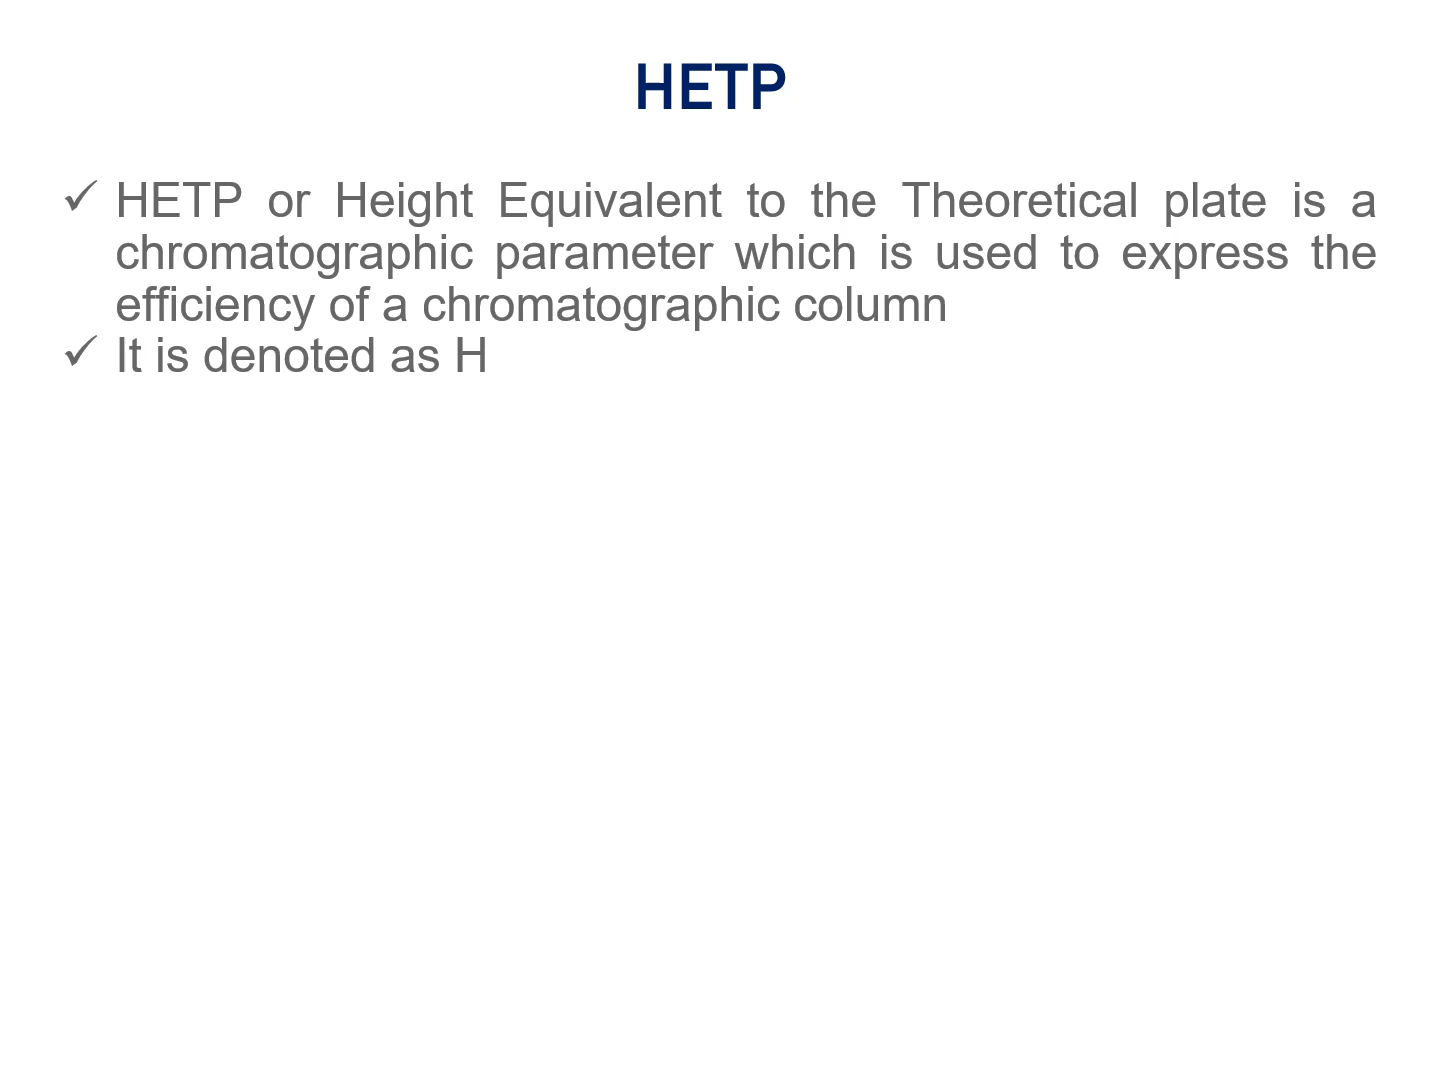 HETP
✓ HETP or Height Equivalent to the Theoretical plate is a
chromatographic parameter which is used to express the
efficiency of a chromatographic column
✓ It is denoted as H